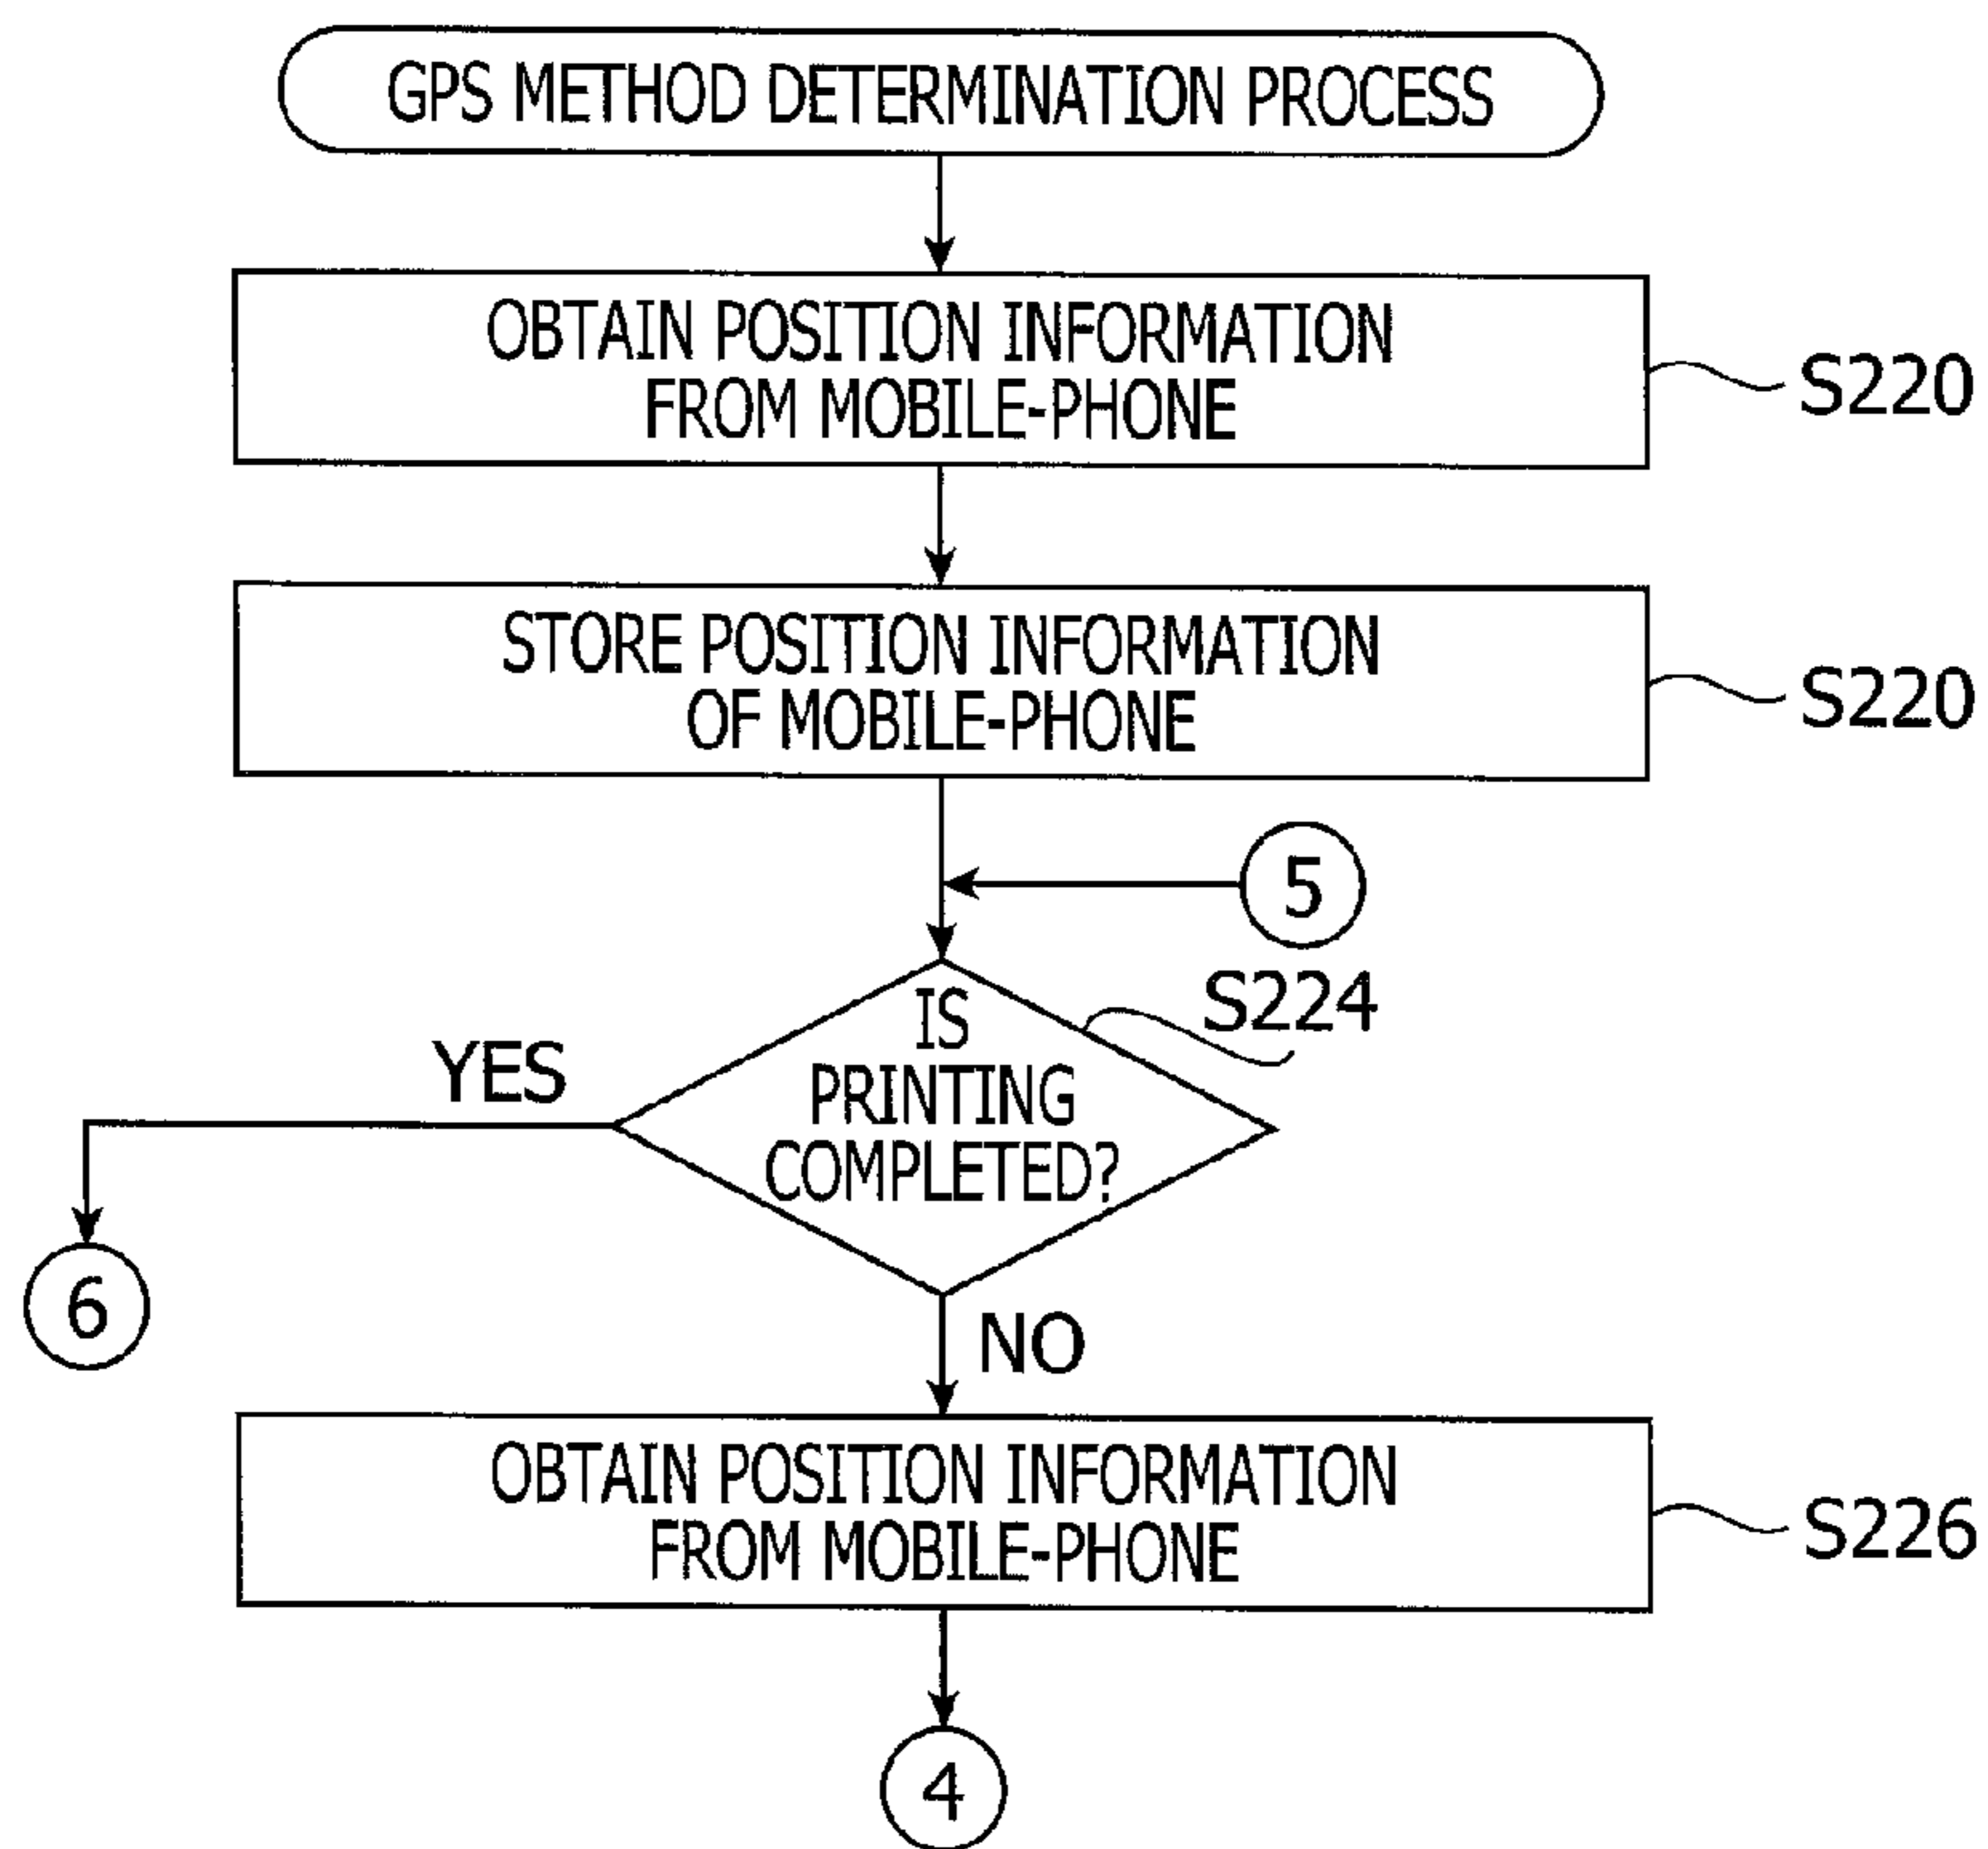 GPS METHOD DETERMINATION PROCESS
OBTAIN POSITION INFORMATION
FROM MOBILE-PHONE
S220
STORE POSITION INFORMATION
OF MOBILE-PHONE
S220
5
S224
IS
PRINTING
COMPLETED?
YES
6
NO
OBTAIN POSITION INFORMATION
FROM MOBILE-PHONE
S226
4